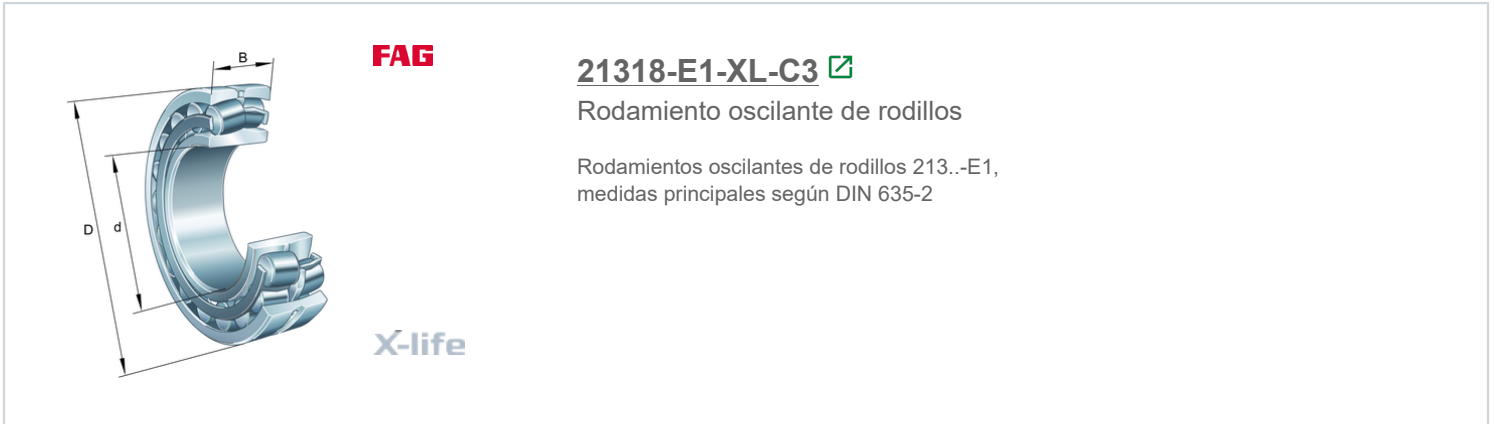 FAG
B
D
d
21318-E1-XL-C3
Rodamiento oscilante de rodillos
Rodamientos oscilantes de rodillos 213..-E1,
medidas principales según DIN 635-2
X-life